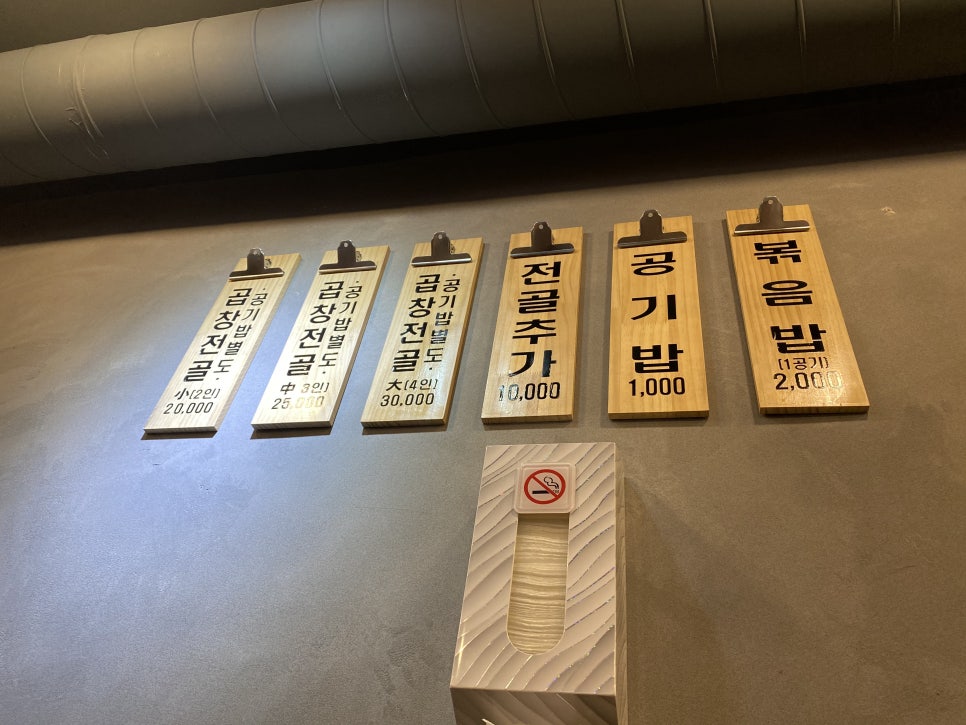 곱창전골
·공기밥별도·
小(2인)
20,000
곱창전골
·공기밥별도·
中 3인)
25,000
곱창전골
·공기밥별도·
大(4인)
30,000
전골추가
10,000
공기밥
1,000
볶음밥
(1공기)
2,000